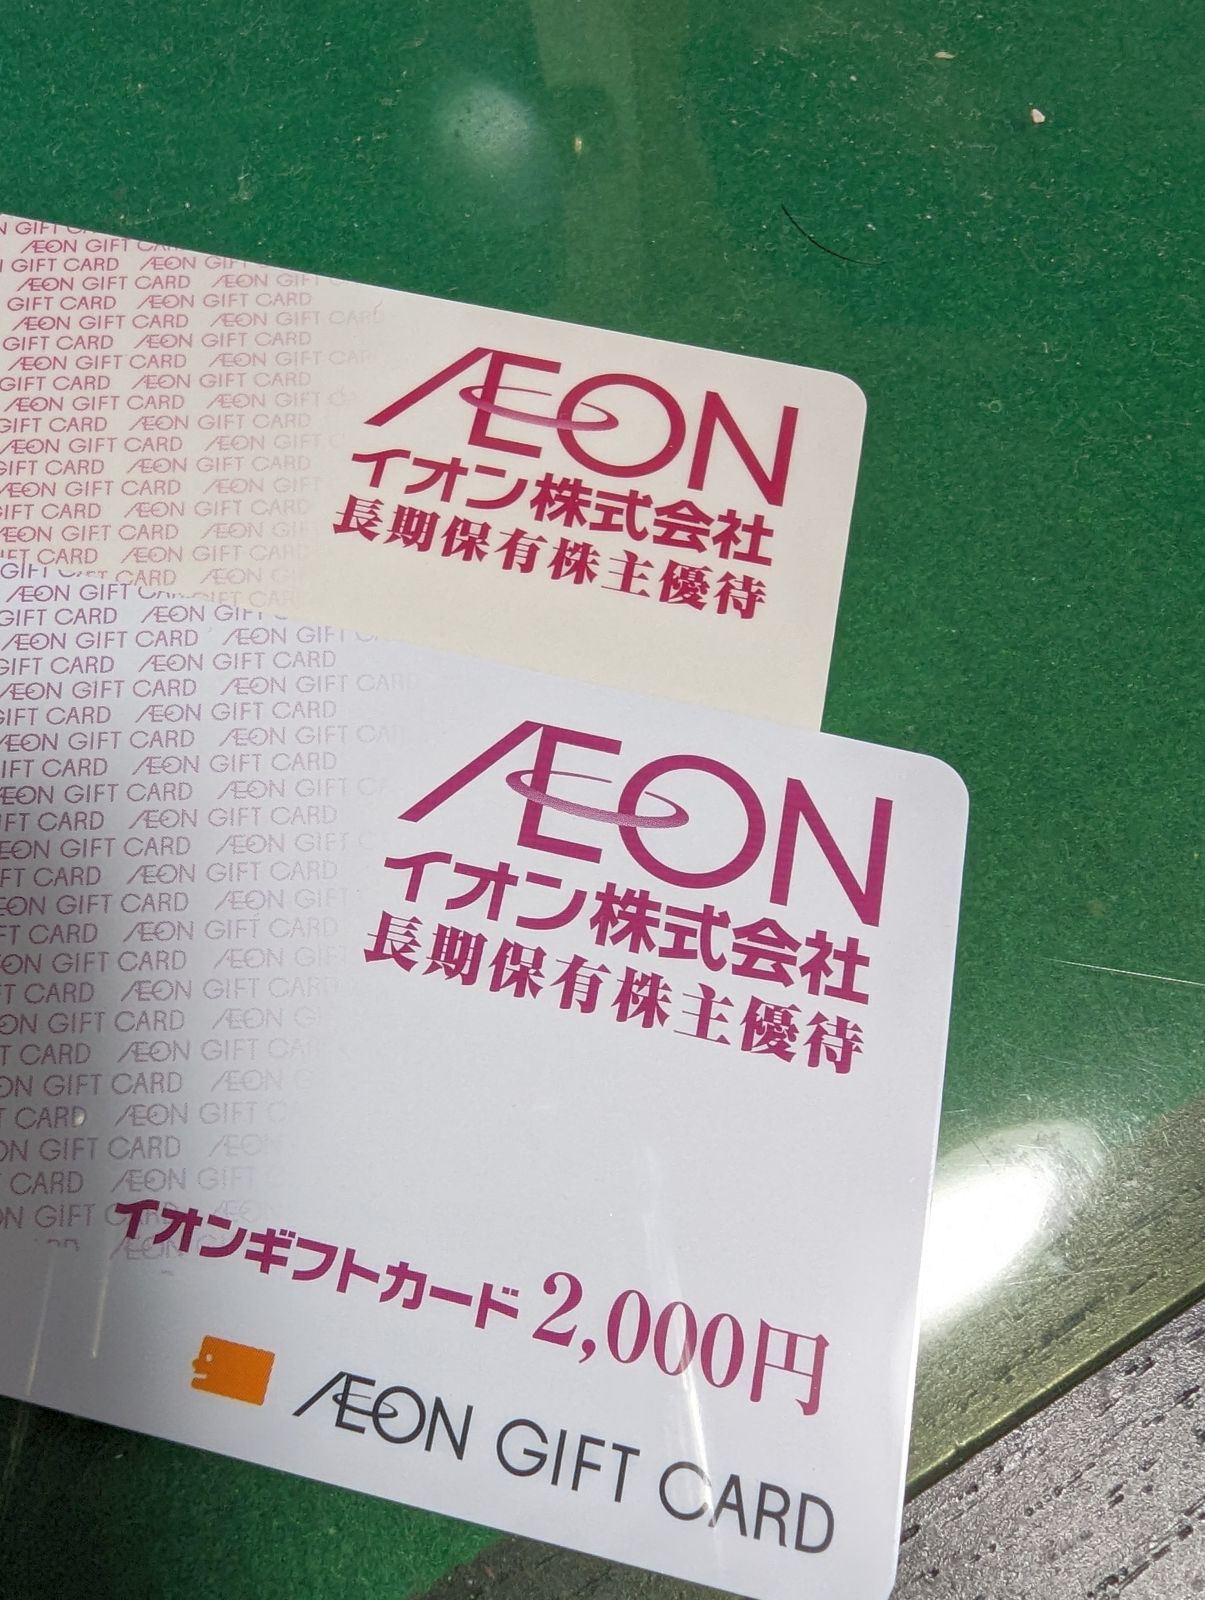 ÆON
イオン株式会社
長期保有株主優待
ÆON
イオン株式会社
長期保有株主優待
イオンギフトカード 2,000円
ÆON GIFT CARD